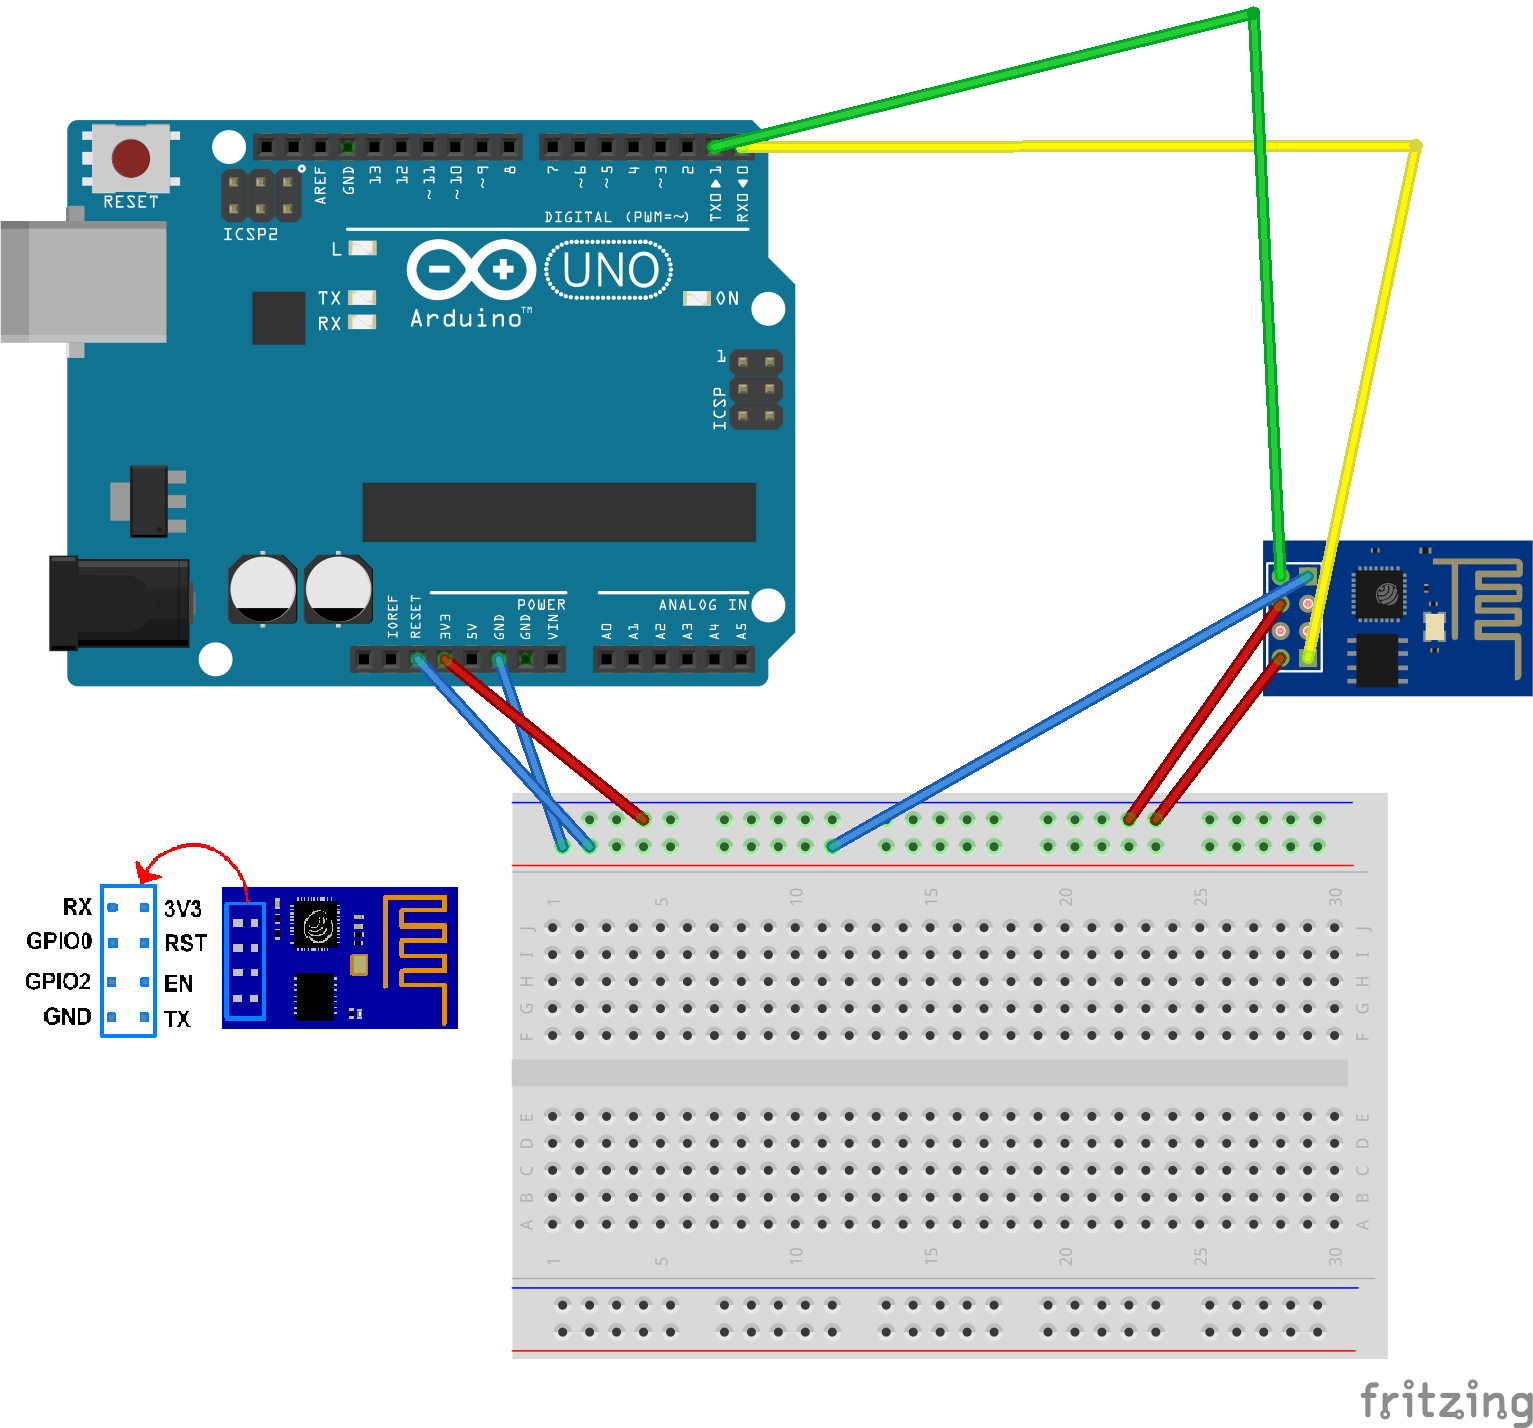 RESET
ICSP2
AREF
GND
13
12
~11
~10
~9
8
7
~6
~5
4
~3
2
TX0▶1
RX0◀0
DIGITAL (PWM=~)
L
TX
RX
Arduino™
UNO
ON
1
ICSP
IOREF
RESET
3V3
5V
GND
GND
VIN
POWER
ANALOG IN
A0
A1
A2
A3
A4
A5
RX 3V3
GPIO0 RST
GPIO2 EN
GND TX
1 5 10 15 20 25 30
J J
I I
H H
G G
F F
E E
D D
C C
B B
A A
1 5 10 15 20 25 30
fritzing